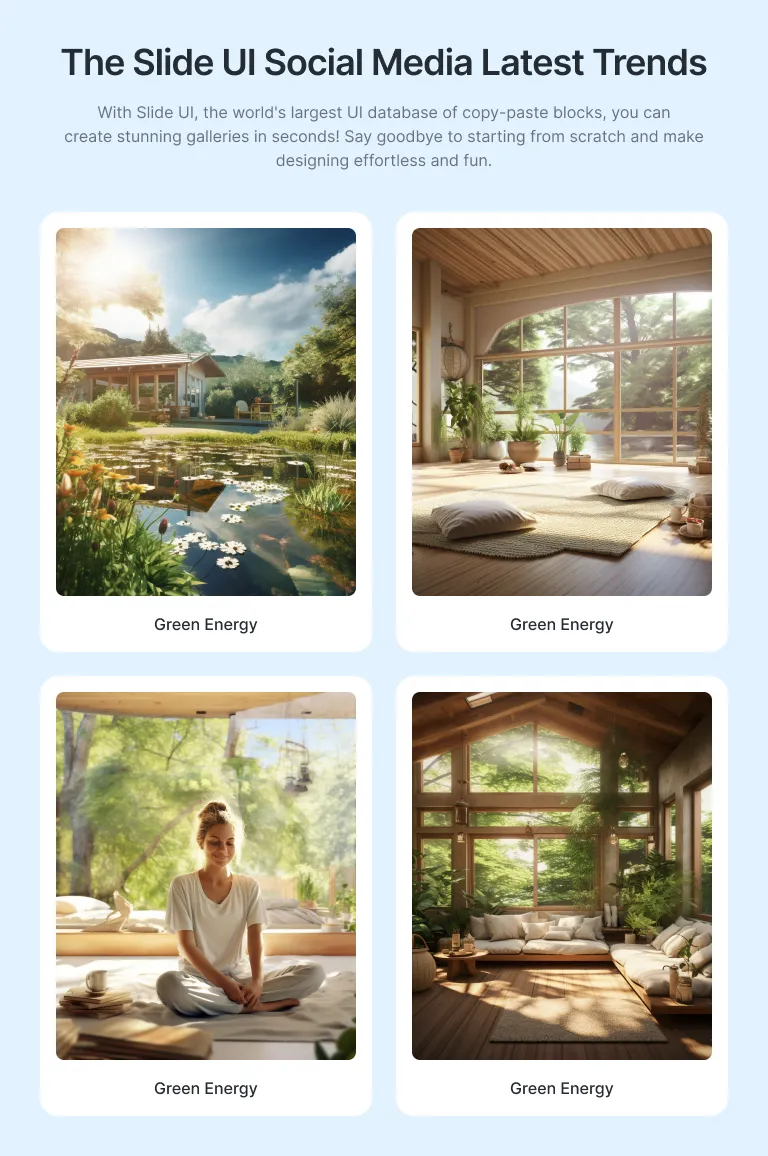 The Slide UI Social Media Latest Trends
With Slide UI, the world's largest UI database of copy-paste blocks, you can
create stunning galleries in seconds! Say goodbye to starting from scratch and make
designing effortless and fun.
Green Energy
Green Energy
Green Energy
Green Energy